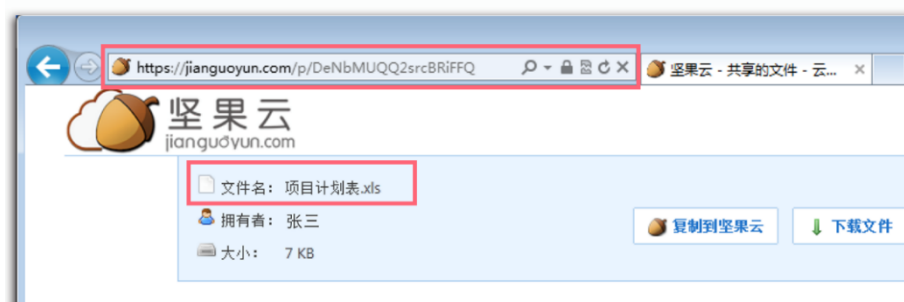 https://jianguoyun.com/p/DeNbMUQQ2srcBRiFFQ
坚果云 - 共享的文件 - 云...
坚果云
jianguoyun.com
文件名： 项目计划表.xls
拥有者： 张三
复制到坚果云
下载文件
大小： 7 KB